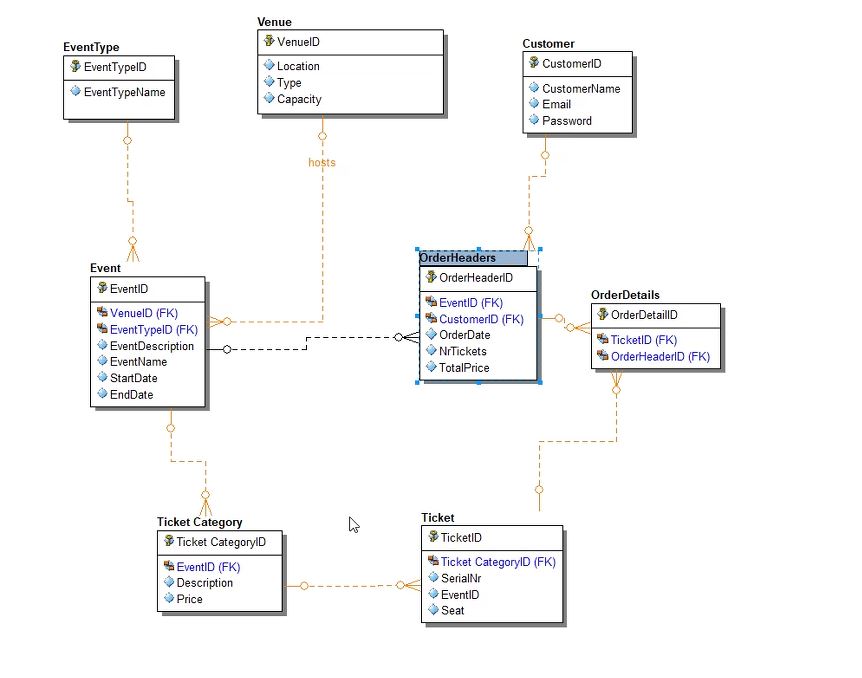 Venue
VenueID
Location
Type
Capacity
EventType
EventTypeID
EventTypeName
Customer
CustomerID
CustomerName
Email
Password
hosts
Event
EventID
VenueID (FK)
EventTypeID (FK)
EventDescription
EventName
StartDate
EndDate
OrderHeaders
OrderHeaderID
EventID (FK)
CustomerID (FK)
OrderDate
NrTickets
TotalPrice
OrderDetails
OrderDetailID
TicketID (FK)
OrderHeaderID (FK)
Ticket Category
Ticket CategoryID
EventID (FK)
Description
Price
Ticket
TicketID
Ticket CategoryID (FK)
SerialNr
EventID
Seat